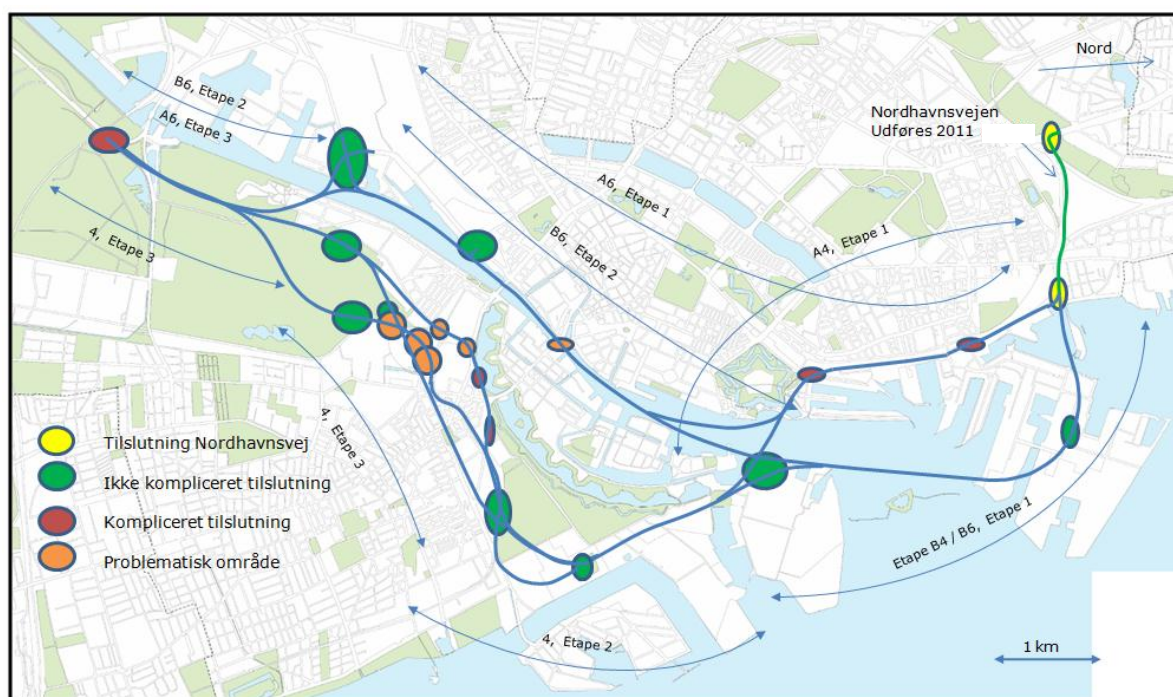 B6, Etape 2
A6, Etape 3
Nord
Nordhavnsvejen
Udføres 2011
A6, Etape 1
B6, Etape 2
A4, Etape 1
4, Etape 3
4, Etape 3
Tilslutning Nordhavnsvej
Ikke kompliceret tilslutning
Kompliceret tilslutning
Problematisk område
Etape B4 / B6, Etape 1
4, Etape 2
1 km